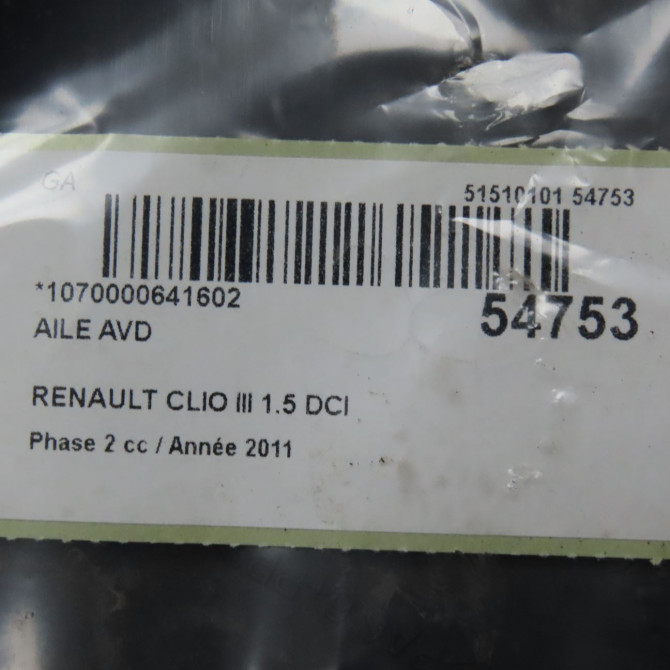 GA
51510101 54753
*1070000641602
54753
AILE AVD
RENAULT CLIO III 1.5 DCI
Phase 2 cc / Année 2011